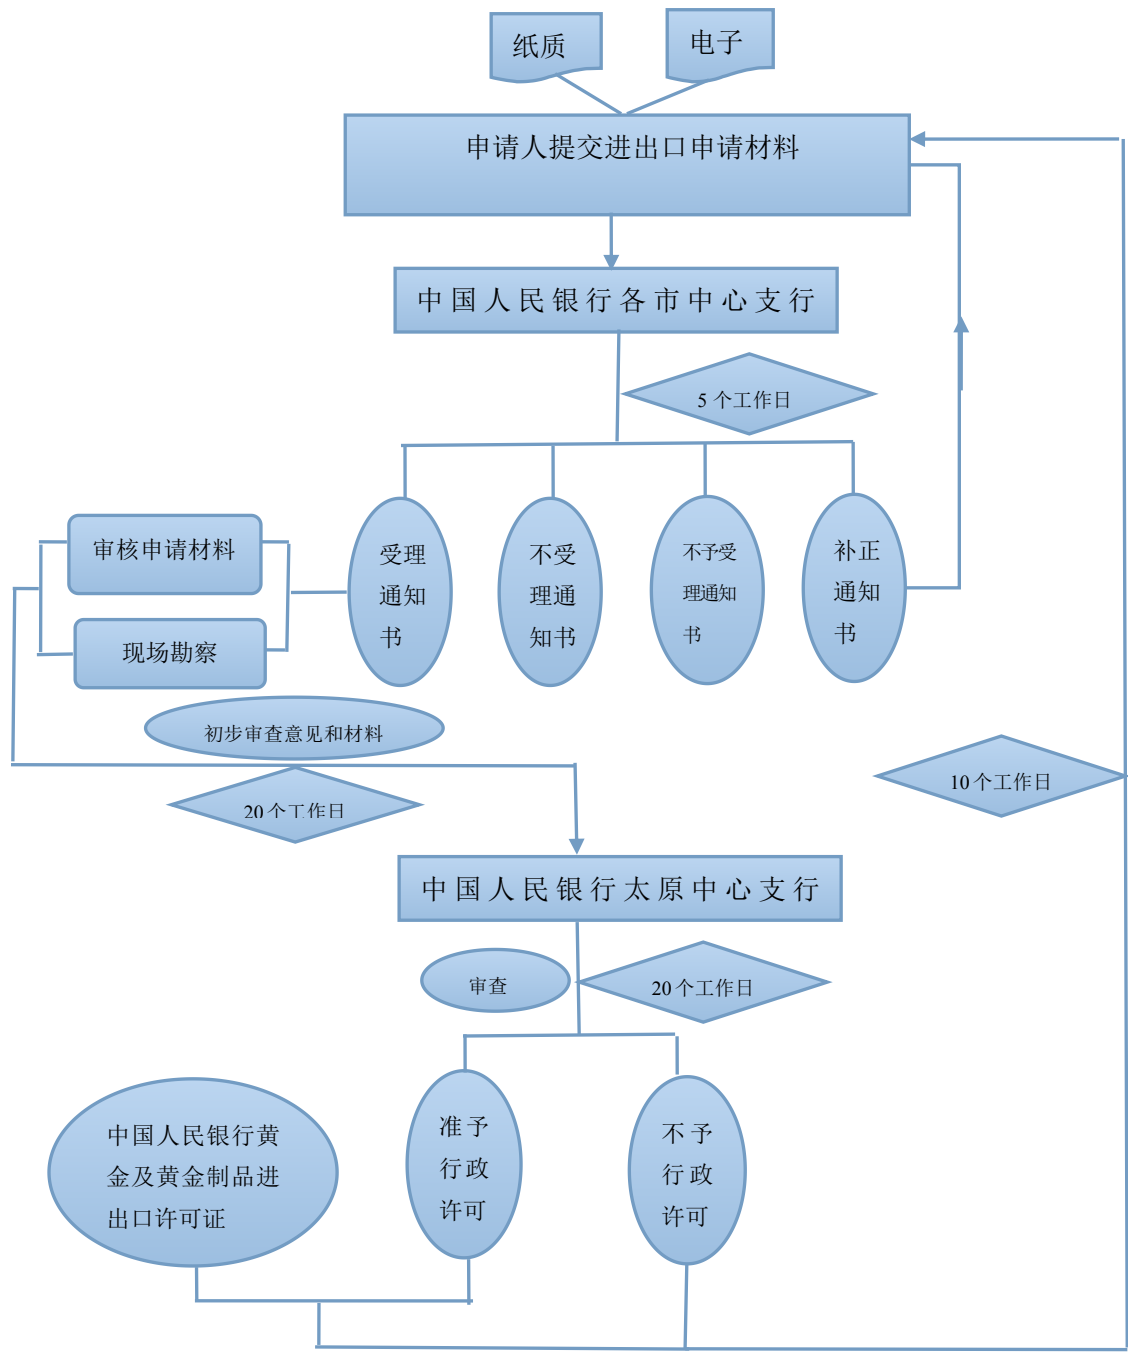 纸质
电子
申请人提交进出口申请材料
中国人民银行各市中心支行
5 个工作日
审核申请材料
现场勘察
受理
通知
书
不受
理通
知书
不予受
理通知
书
补正
通知
书
初步审查意见和材料
20个工作日
10个工作日
中国人民银行太原中心支行
审查
20个工作日
中国人民银行黄
金及黄金制品进
出口许可证
准予
行政
许可
不予
行政
许可